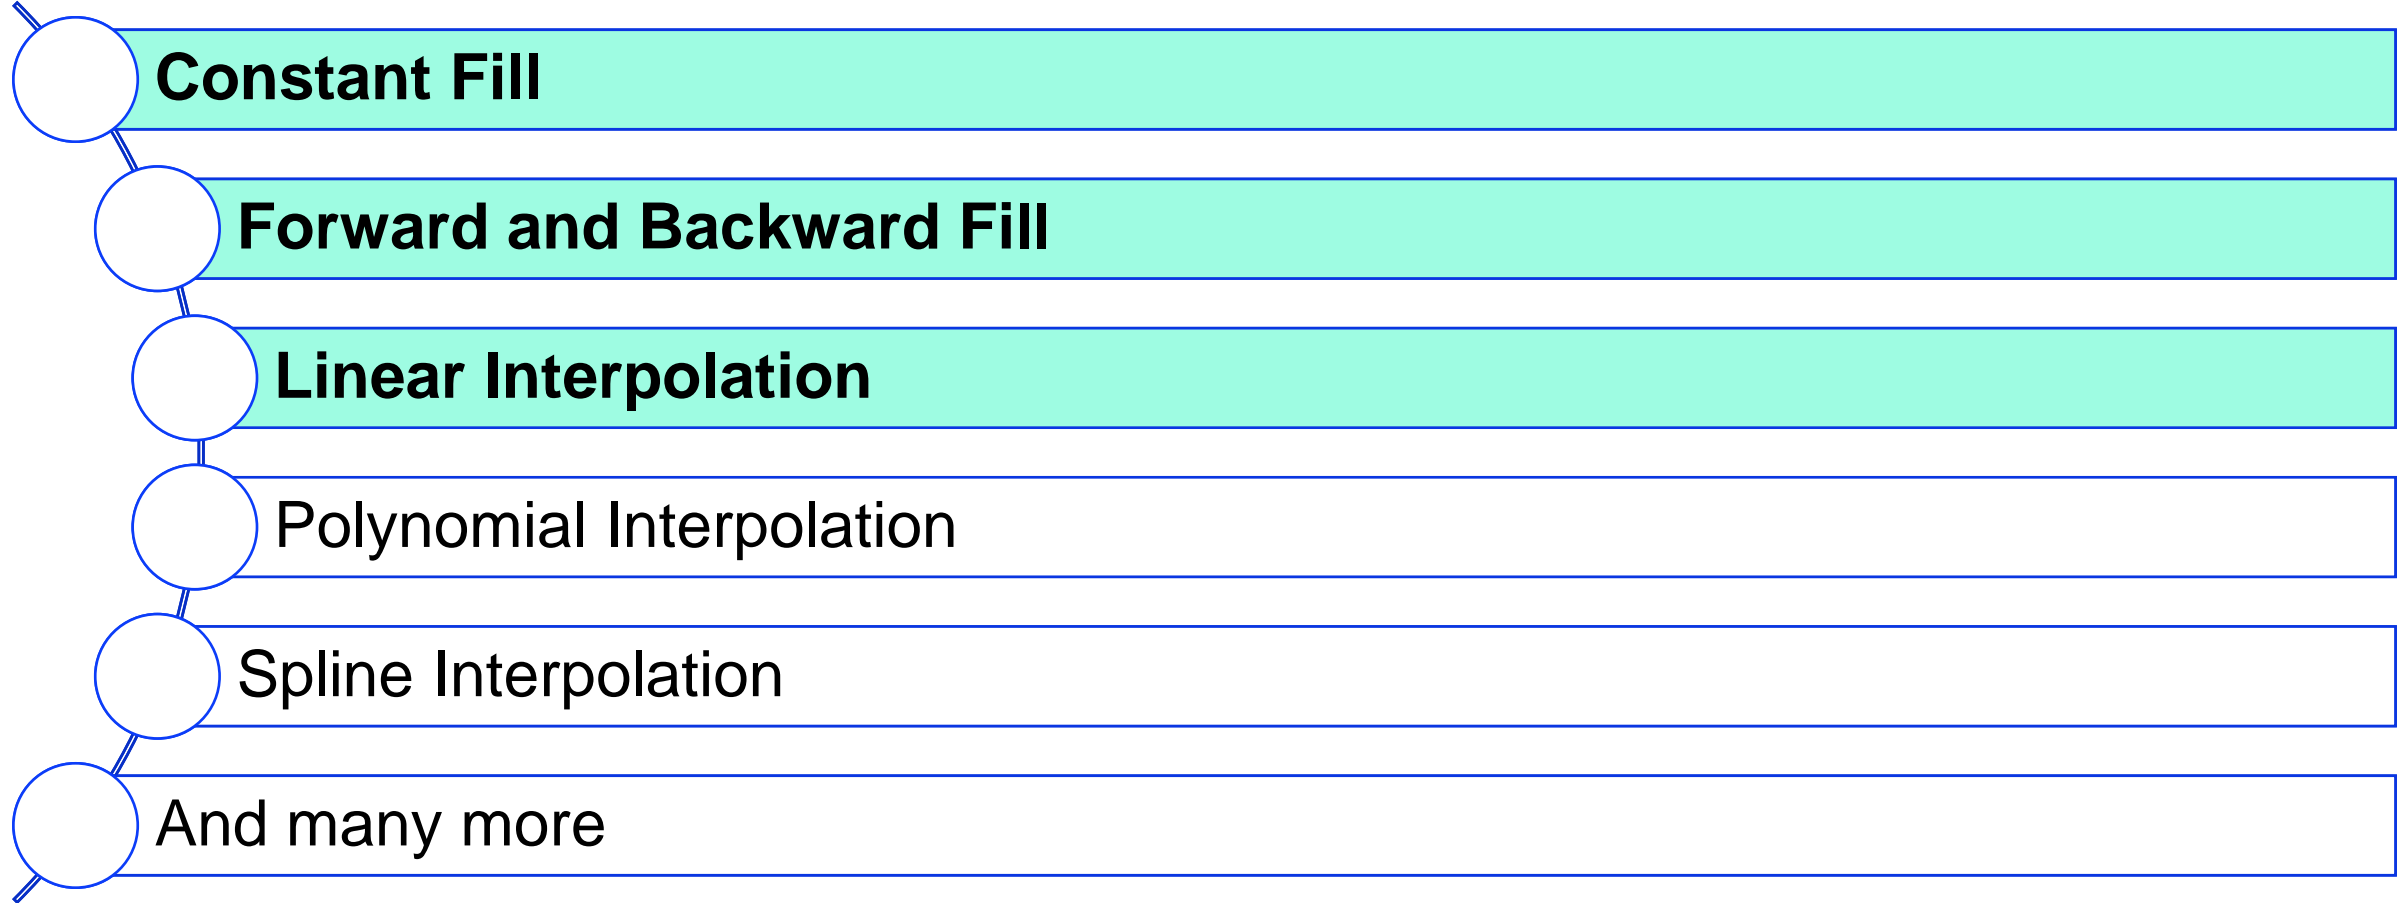 Constant Fill
Forward and Backward Fill
Linear Interpolation
Polynomial Interpolation
Spline Interpolation
And many more